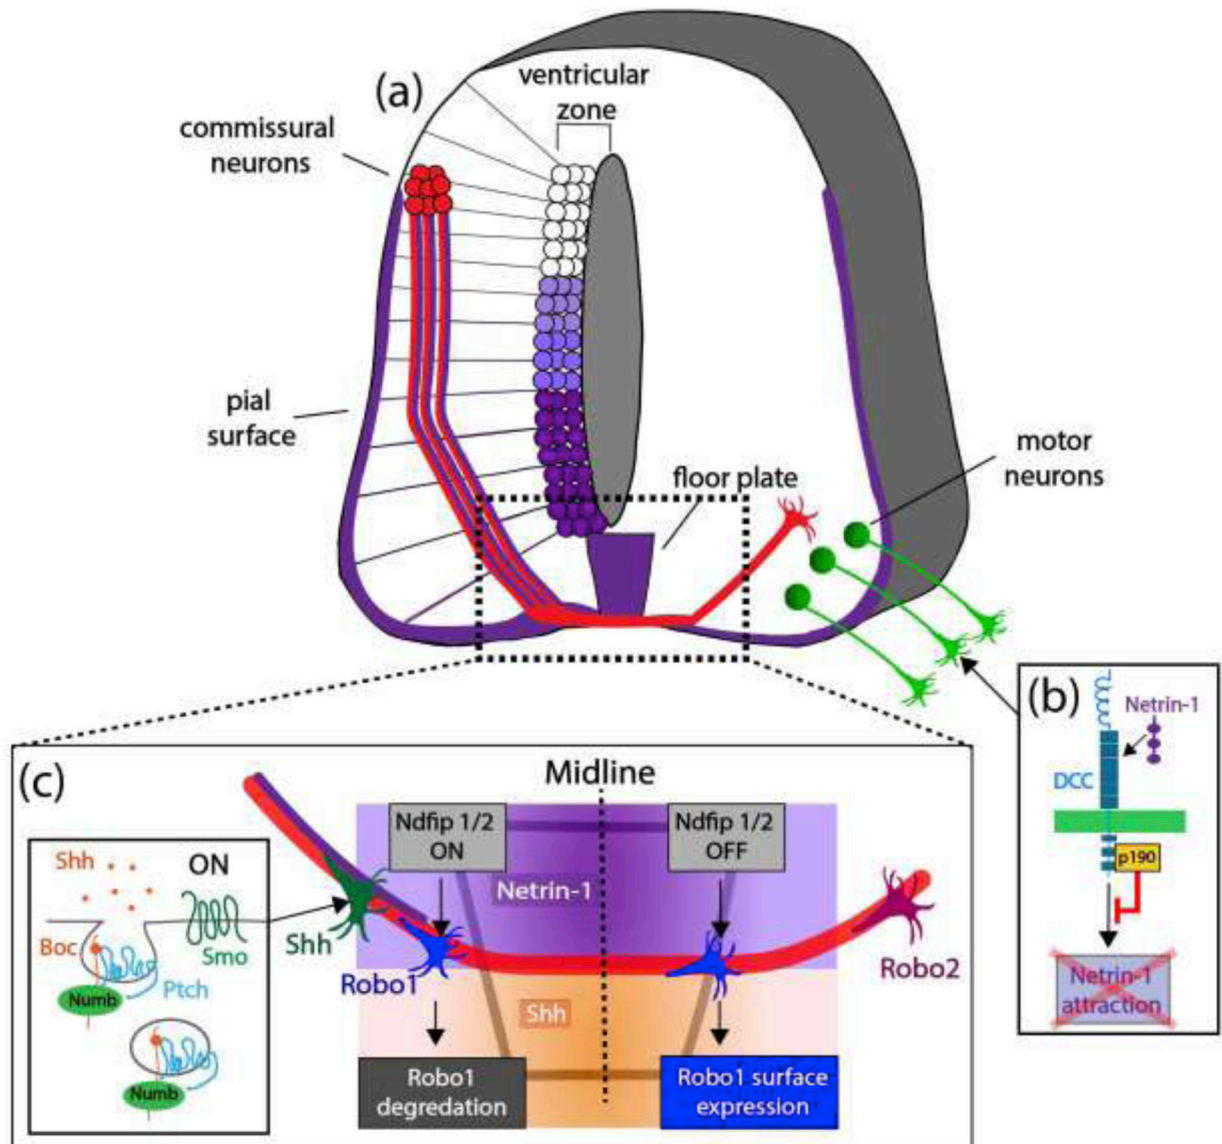 (a)
ventricular
zone
commissural
neurons
pial
surface
floor plate
motor
neurons
(b)
Netrin-1
DCC
p190
Netrin-1
attraction
(c)
Midline
Ndfip 1/2
ON
Ndfip 1/2
OFF
Netrin-1
Shh
ON
Boc
Smo
Ptch
Numb
Numb
Shh
Robo1
Robo2
Shh
Robo1
degredation
Robo1 surface
expression